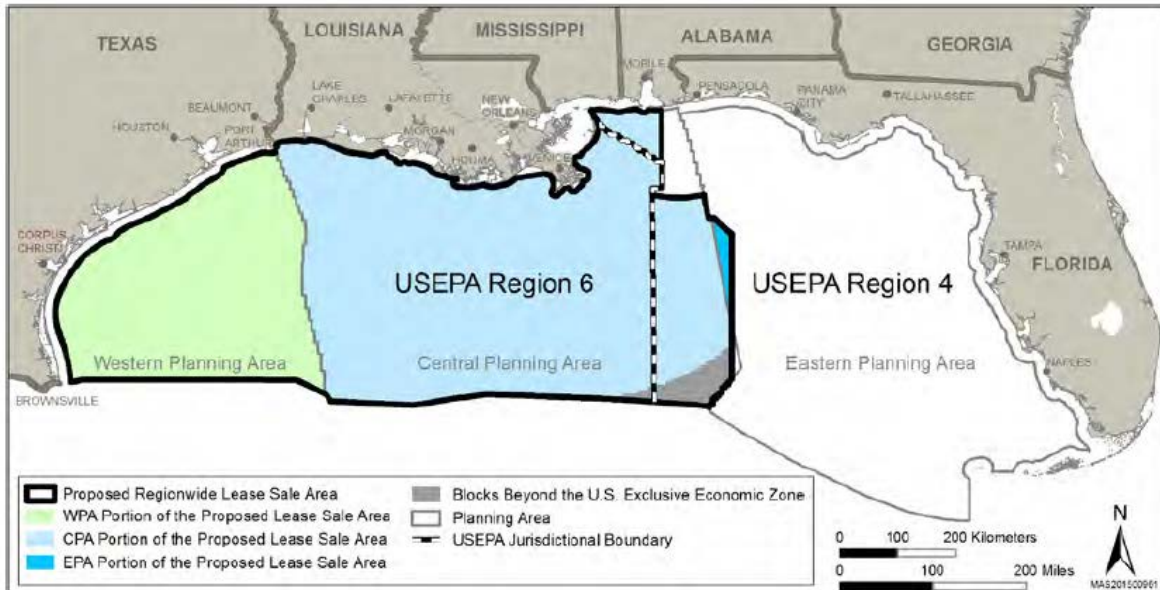 TEXAS
LOUISIANA
MISSISSIPPI
ALABAMA
GEORGIA
MOBILE
PENSACOLA
PANAMA
CITY
TALLAHASSEE
LAKE
CHARLES
LAFAYETTE
NEW
ORLEANS
BEAUMONT
HOUSTON
PORT
ARTHUR
MORGAN
CITY
HOUMA
VENICE
CORPUS
CHRISTI
TAMPA
FLORIDA
USEPA Region 6
USEPA Region 4
Western Planning Area
Central Planning Area
Eastern Planning Area
NAPLES
BROWNSVILLE
Proposed Regionwide Lease Sale Area
WPA Portion of the Proposed Lease Sale Area
CPA Portion of the Proposed Lease Sale Area
EPA Portion of the Proposed Lease Sale Area
Blocks Beyond the U.S. Exclusive Economic Zone
Planning Area
USEPA Jurisdictional Boundary
0 100 200 Kilometers
0 100 200 Miles
N
MAS201500961